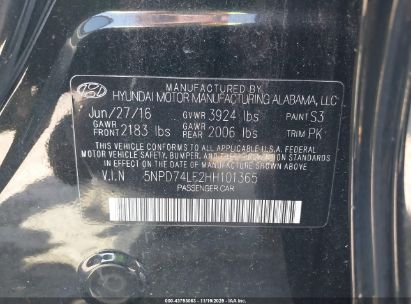 MANUFACTURED BY
HYUNDAI MOTOR MANUFACTURING ALABAMA, LLC
Jun/27/16 GVWR 3924 lbs PAINT S3
GAWR FRONT 2183 lbs GAWR REAR 2006 lbs TRIM PK
THIS VEHICLE CONFORMS TO ALL APPLICABLE U.S. FEDERAL MOTOR VEHICLE
SAFETY, BUMPER, AND THEFT PREVENTION STANDARDS
IN EFFECT ON THE DATE OF
MANUFACTURE SHOWN ABOVE.
V.I.N 5NPD74LF2HH101365
PASSENGER CAR